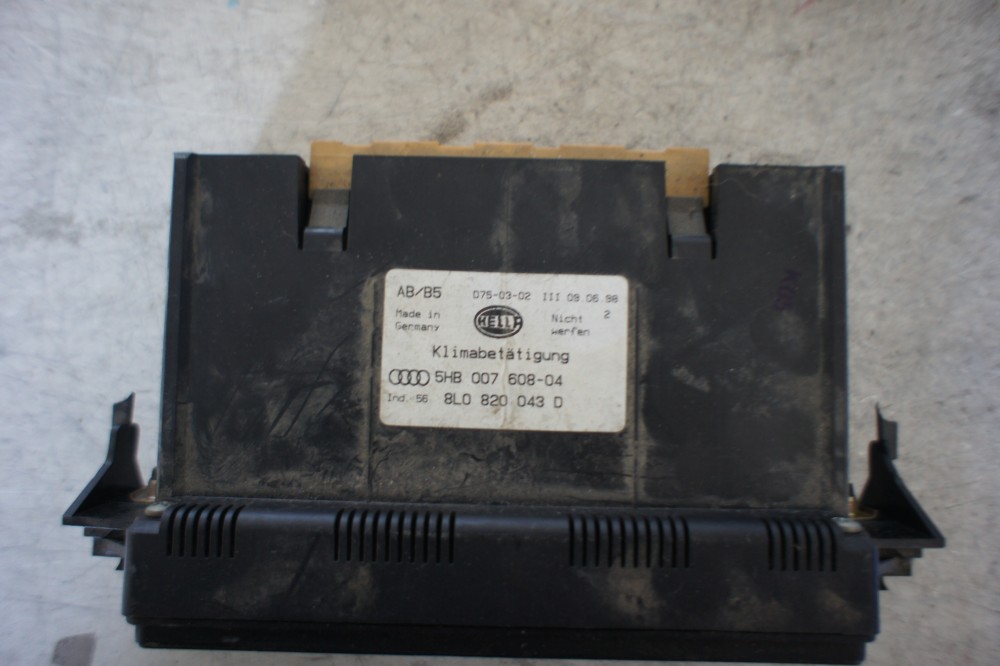 AB/B5 D75-03-02 III 09.06.98
Made in Germany
HELLA
Nicht 2
werfen
Klimabetätigung
5HB 007 608-04
Ind.-56 8L0 820 043 D